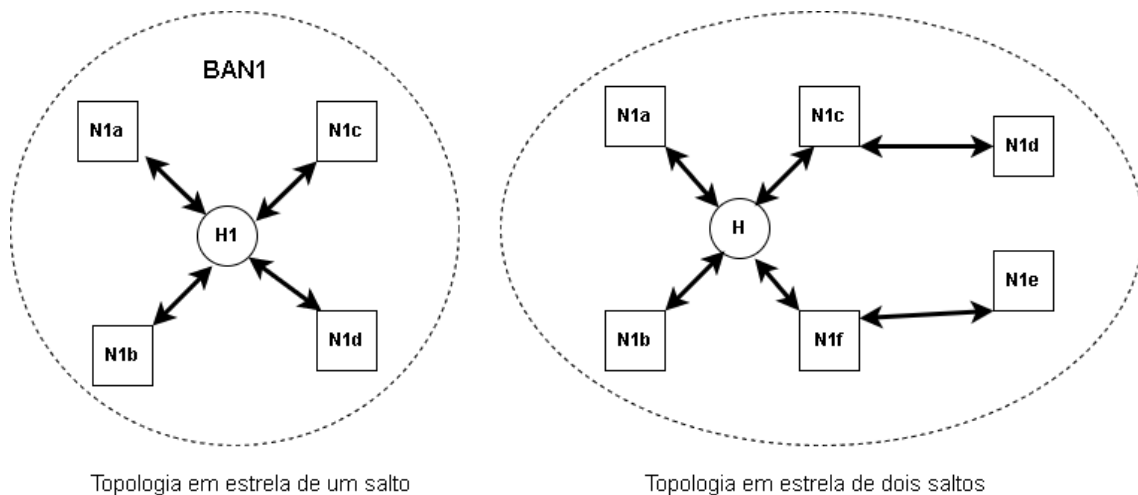 BAN1
N1a
N1c
H1
N1b
N1d
Topologia em estrela de um salto
N1a
N1c
N1d
H
N1e
N1b
N1f
Topologia em estrela de dois saltos